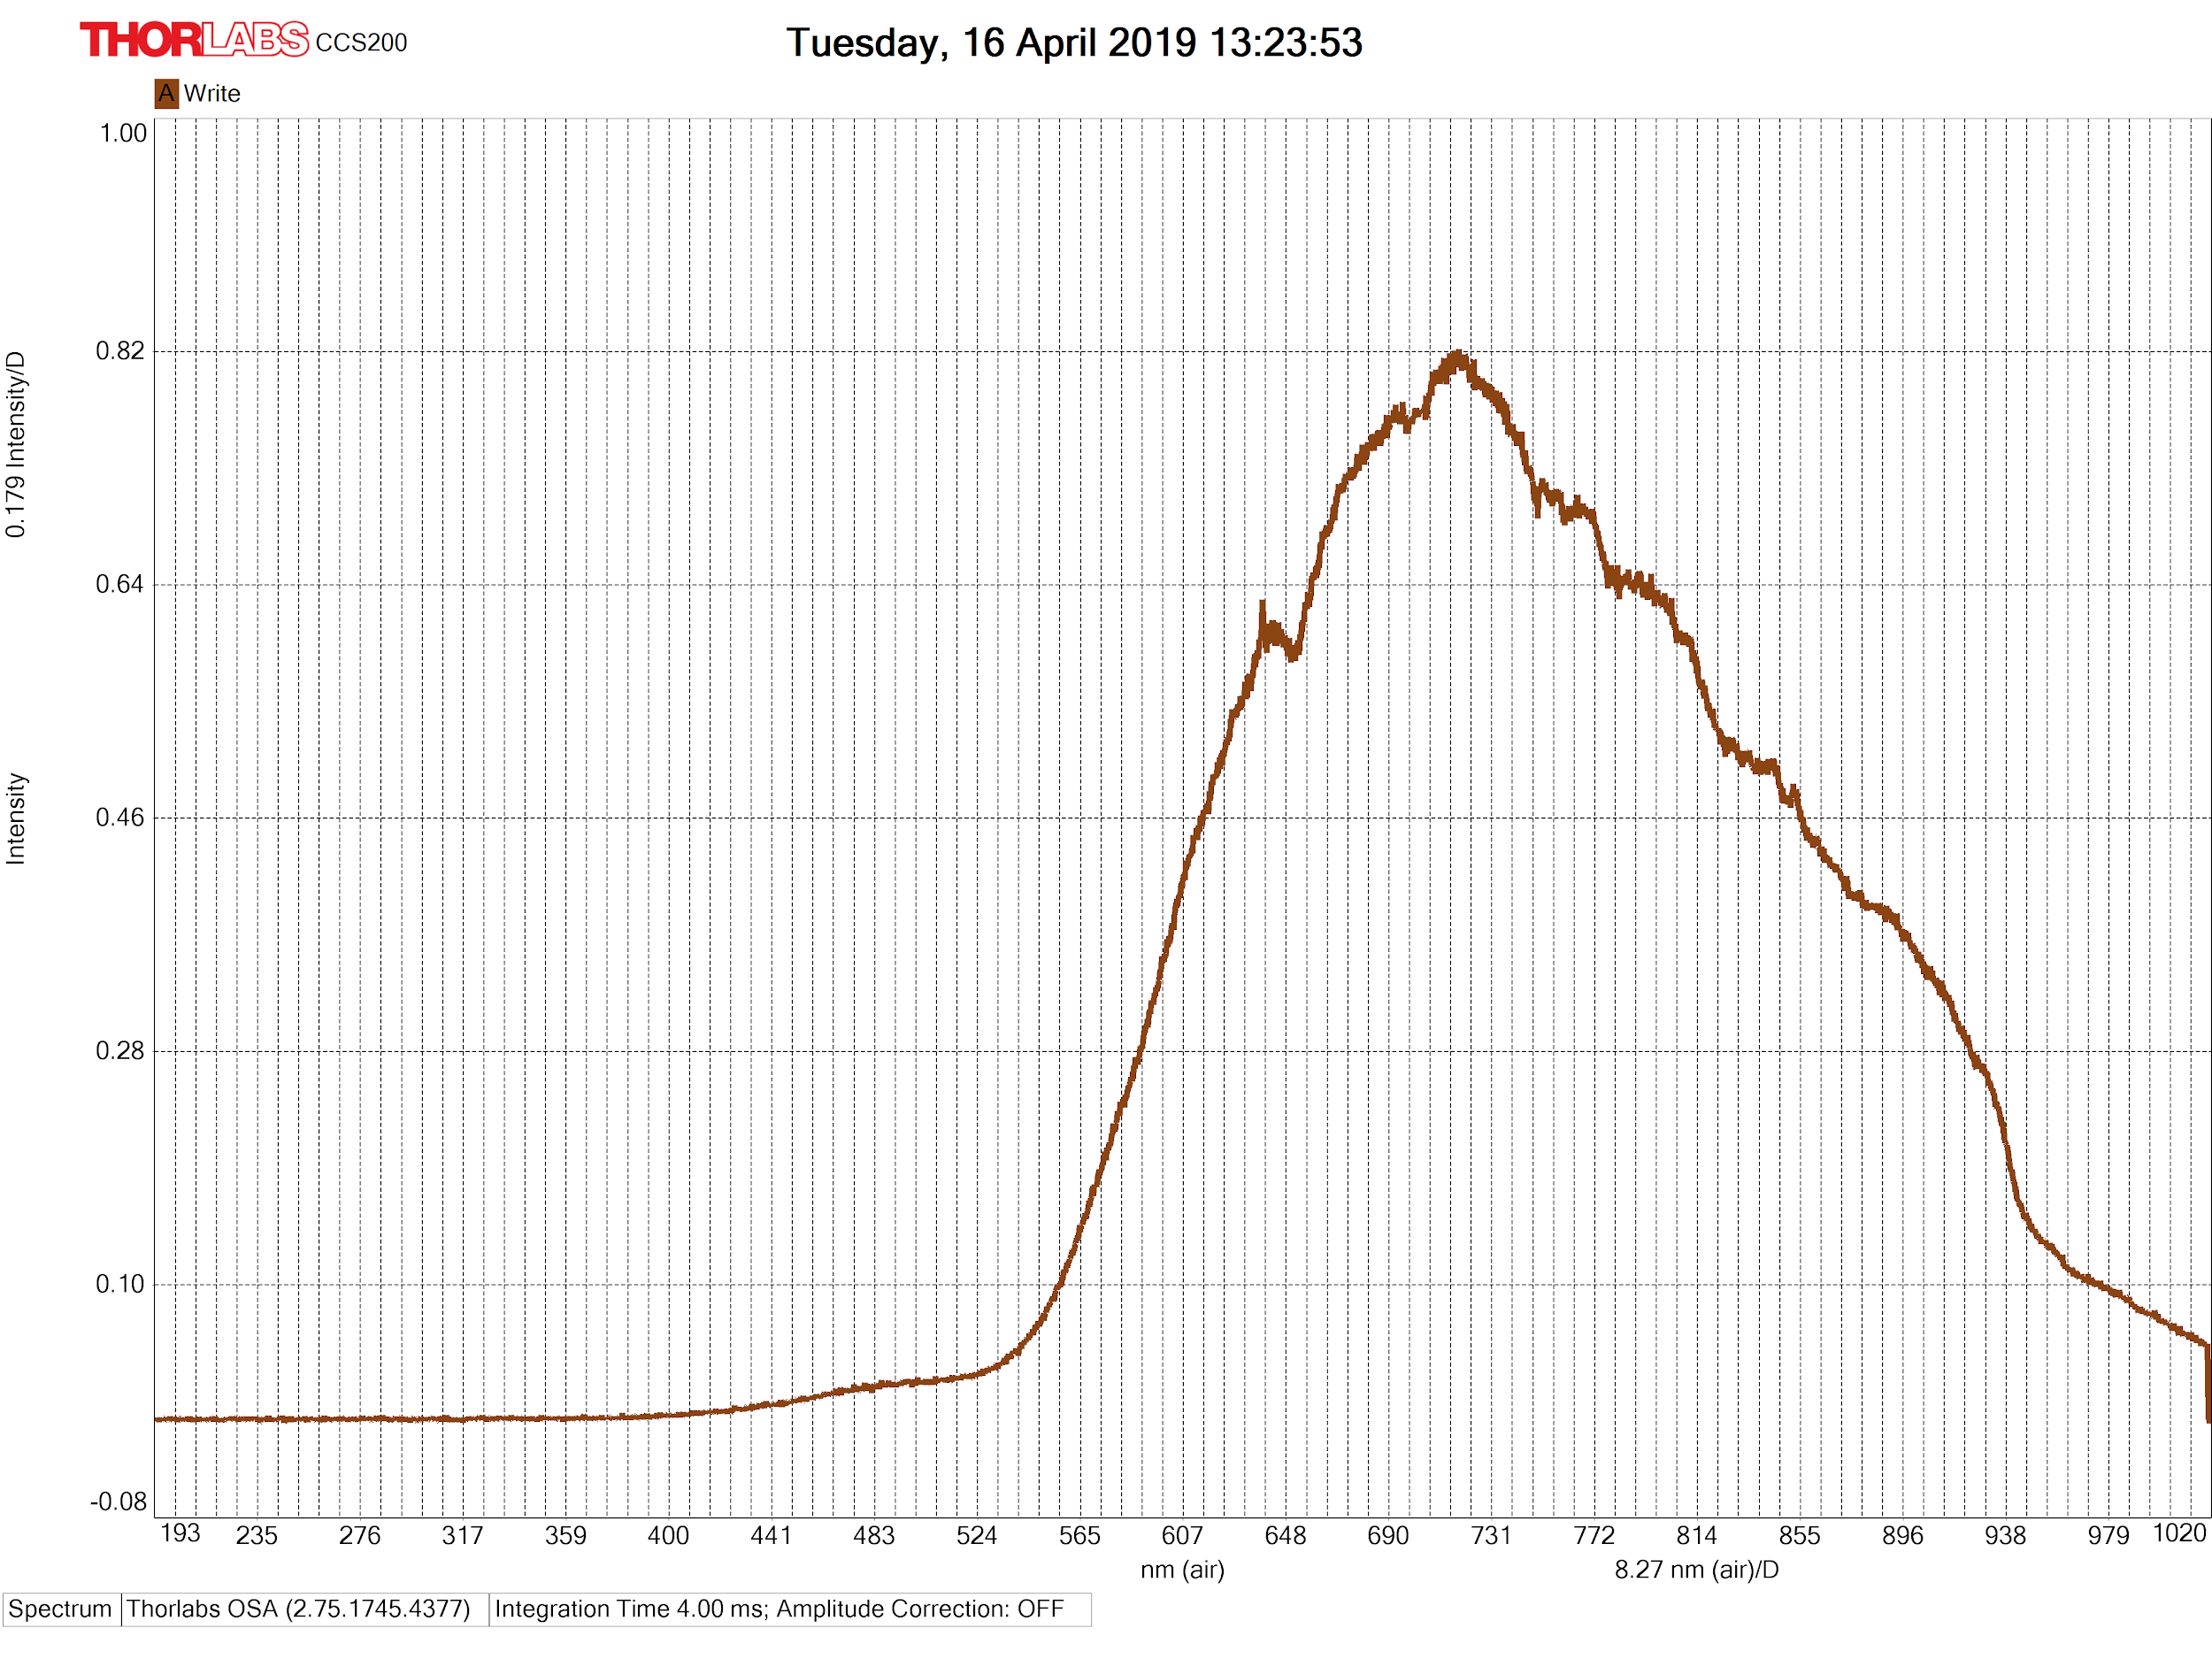 THORLABS CCS200
Tuesday, 16 April 2019 13:23:53
A Write
1.00
0.82
0.64
0.46
0.28
0.10
-0.08
0.179 Intensity/D
Intensity
193 235 276 317 359 400 441 483 524 565 607 648 690 731 772 814 855 896 938 979 1020
nm (air) 8.27 nm (air)/D
Spectrum Thorlabs OSA (2.75.1745.4377) Integration Time 4.00 ms; Amplitude Correction: OFF